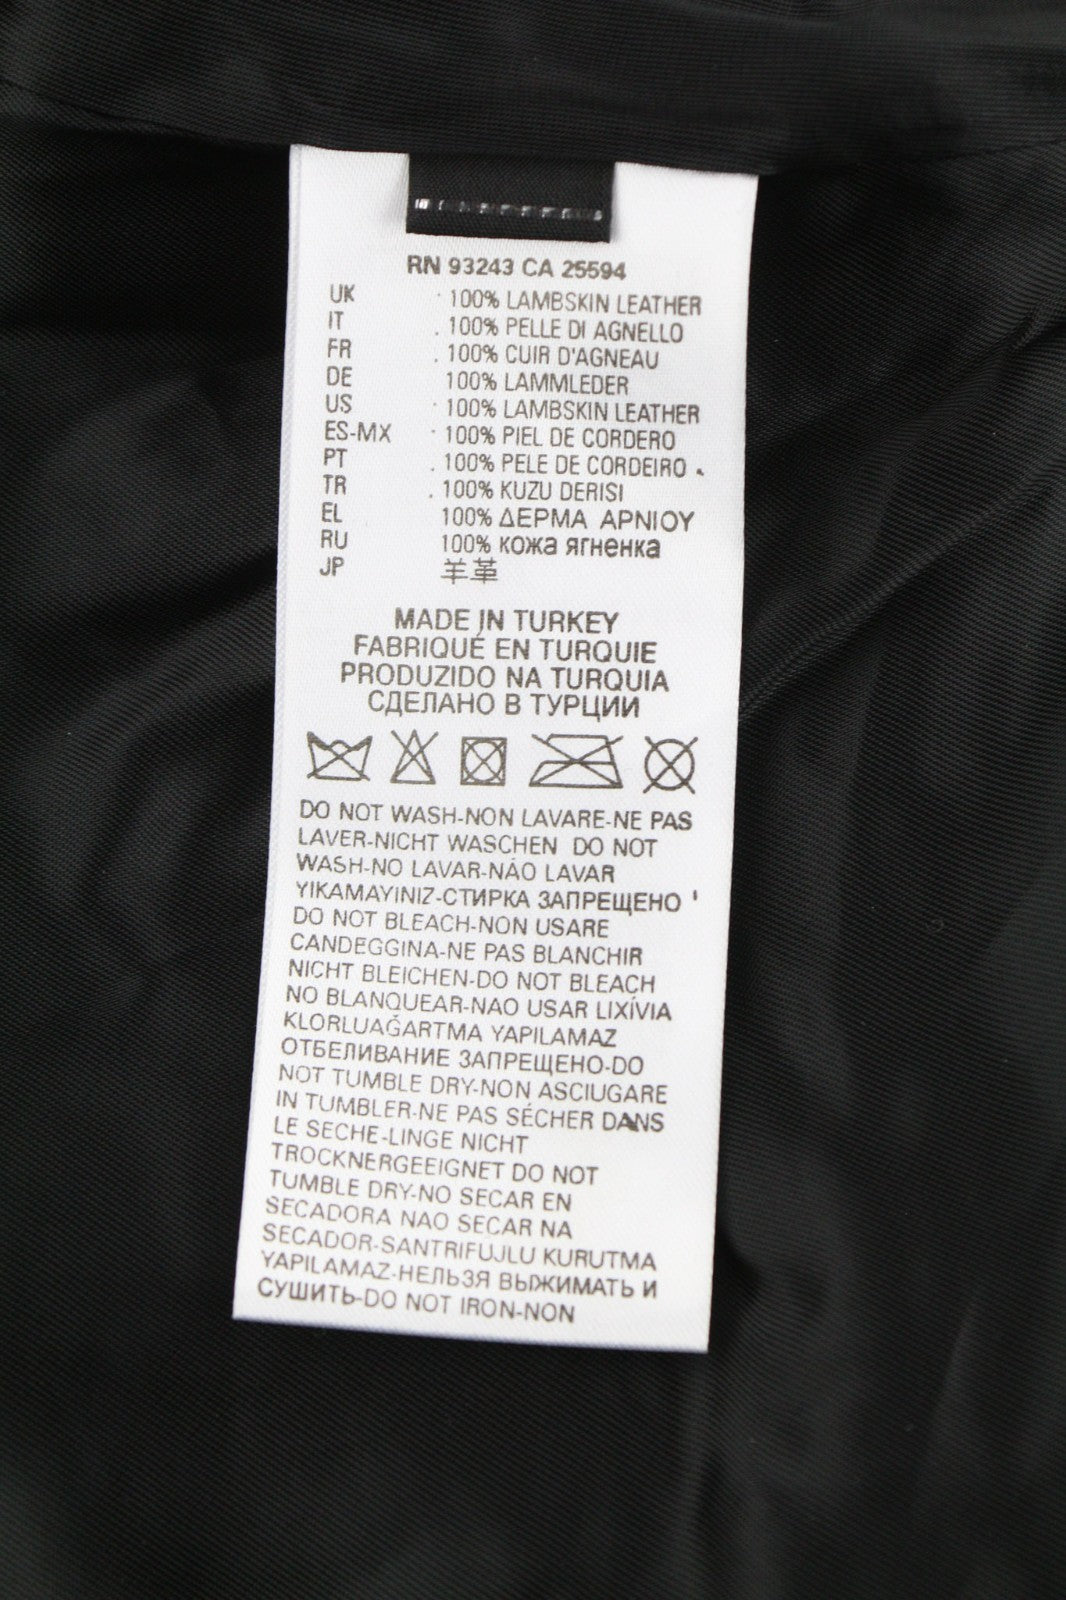 RN 93243 CA 25594
UK 100% LAMBSKIN LEATHER
IT 100% PELLE DI AGNELLO
FR 100% CUIR D'AGNEAU
DE 100% LAMMLEDER
US 100% LAMBSKIN LEATHER
ES-MX 100% PIEL DE CORDERO
PT 100% PELE DE CORDEIRO
TR 100% KUZU DERISI
EL 100% ΔΕΡΜΑ ΑΡΝΙΟΥ
RU 100% кожа ягненка
JP 羊革
MADE IN TURKEY
FABRIQUÉ EN TURQUIE
PRODUZIDO NA TURQUIA
СДЕЛАНО В ТУРЦИИ
DO NOT WASH-NON LAVARE-NE PAS
LAVER-NICHT WASCHEN DO NOT
WASH-NO LAVAR-NÃO LAVAR
YIKAMAYINIZ-СТИРКА ЗАПРЕЩЕНО
DO NOT BLEACH-NON USARE
CANDEGGINA-NE PAS BLANCHIR
NICHT BLEICHEN-DO NOT BLEACH
NO BLANQUEAR-NAO USAR LIXÍVIA
KLORLUAĞARTMA YAPILAMAZ
ОТБЕЛИВАНИЕ ЗАПРЕЩЕНО-DO
NOT TUMBLE DRY-NON ASCIUGARE
IN TUMBLER-NE PAS SÉCHER DANS
LE SECHE-LINGE NICHT
TROCKNERGEEIGNET DO NOT
TUMBLE DRY-NO SECAR EN
SECADORA NAO SECAR NA
SECADOR-SANTRIFUJLU KURUTMA
YAPILAMAZ-НЕЛЬЗЯ ВЫЖИМАТЬ И
СУШИТЬ-DO NOT IRON-NON